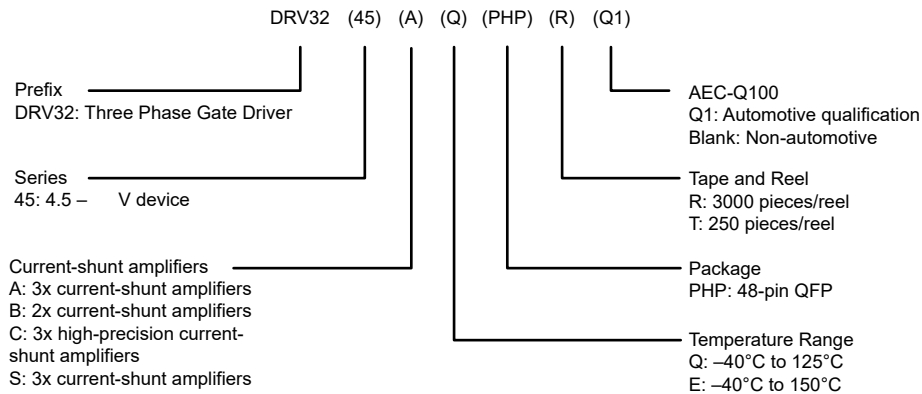 DRV32 (45) (A) (Q) (PHP) (R) (Q1)
Prefix
DRV32: Three Phase Gate Driver
Series
45: 4.5 – V device
Current-shunt amplifiers
A: 3x current-shunt amplifiers
B: 2x current-shunt amplifiers
C: 3x high-precision current-
shunt amplifiers
S: 3x current-shunt amplifiers
AEC-Q100
Q1: Automotive qualification
Blank: Non-automotive
Tape and Reel
R: 3000 pieces/reel
T: 250 pieces/reel
Package
PHP: 48-pin QFP
Temperature Range
Q: –40°C to 125°C
E: –40°C to 150°C